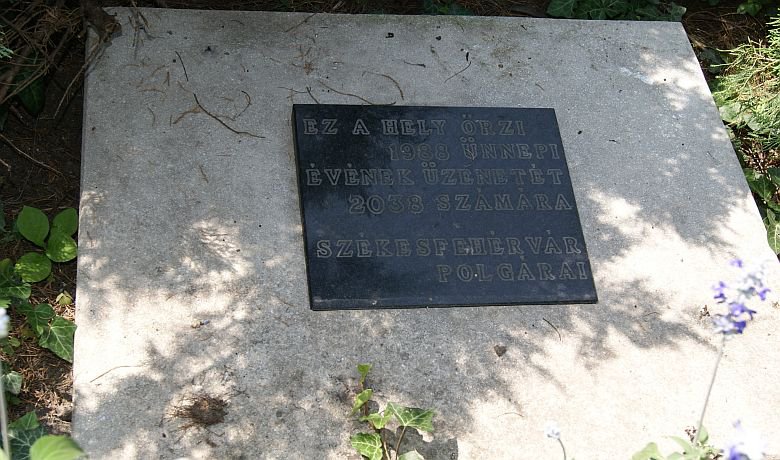 EZ A HELY ŐRZI
1988 ÜNNEPI
ÉVÉNEK ÜZENETÉT
2038 SZÁMÁRA
SZÉKESFEHÉRVÁR
POLGÁRAI